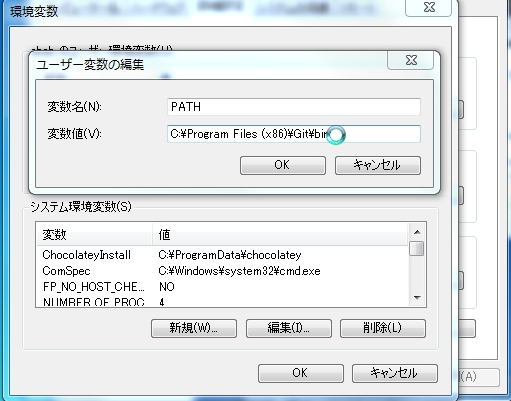 環境変数
ユーザー変数の編集
変数名(N): PATH
変数値(V): C:¥Program Files (x86)¥Git¥bin
OK キャンセル
システム環境変数(S)
変数 値
ChocolateyInstall C:¥ProgramData¥chocolatey
ComSpec C:¥Windows¥system32¥cmd.exe
FP_NO_HOST_CHE... NO
NUMBER_OF_PROC 4
新規(W)... 編集(I)... 削除(L)
OK キャンセル
(A)